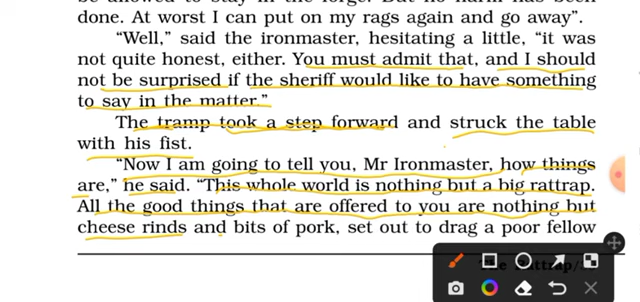 done. At worst I can put on my rags again and go away”.
“Well,” said the ironmaster, hesitating a little, “it was
not quite honest, either. You must admit that, and I should
not be surprised if the sheriff would like to have something
to say in the matter.”
The tramp took a step forward and struck the table
with his fist.
“Now I am going to tell you, Mr Ironmaster, how things
are,” he said. “This whole world is nothing but a big rattrap.
All the good things that are offered to you are nothing but
cheese rinds and bits of pork, set out to drag a poor fellow